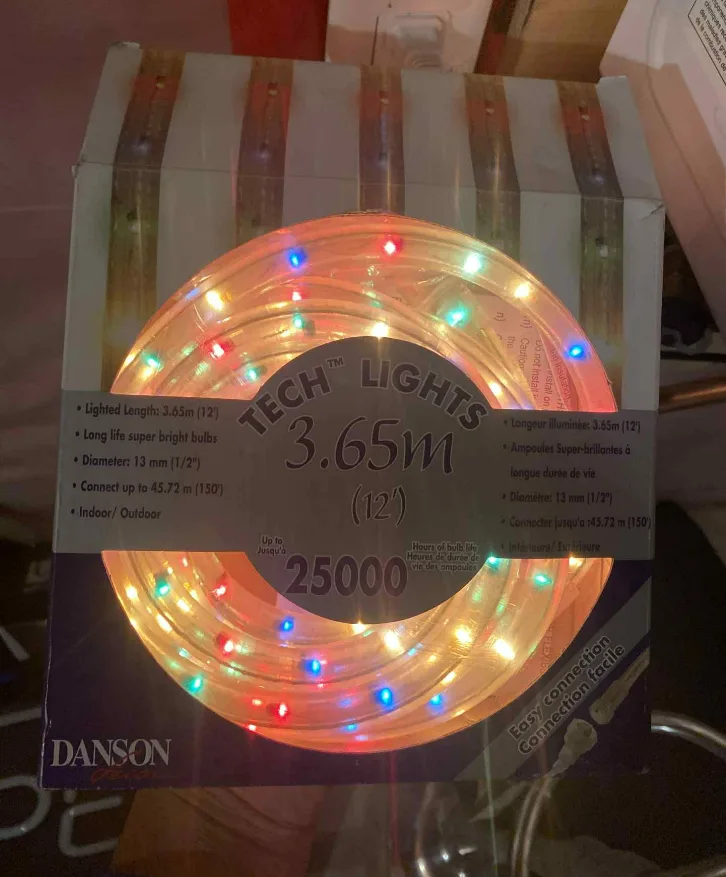 TECH™ LIGHTS
3.65m
(12')
• Lighted Length: 3.65m (12')
• Long life super bright bulbs
• Diameter: 13 mm (1/2")
• Connect up to 45.72 m (150')
• Indoor/ Outdoor
• Longeur illuminée: 3.65m (12')
• Ampoules Super-brillantes à
longue durée de vie
• Diamètre: 13 mm (1/2")
• Connecter jusqu'a :45.72 m (150')
• Intérieure/ Extérieure
Up to
Jusqu'a
25000
Hours of bulb life
Heures de durée de
vie des ampoules
Easy connection
Connection facile
DANSON